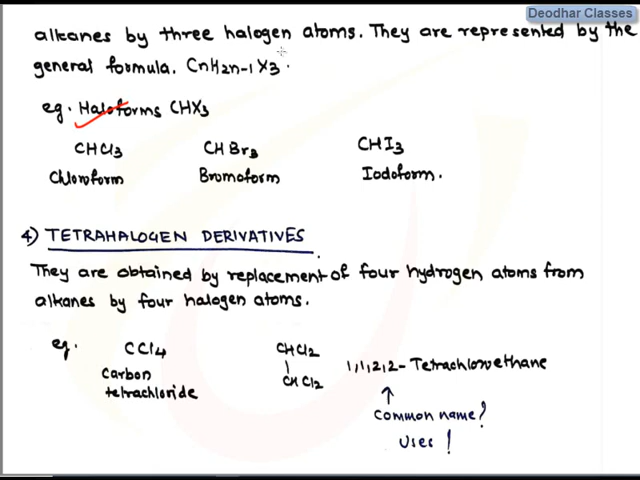 Deodhar Classes
alkanes by three halogen atoms. They are represented by the
general formula. CnH2n-1X3.
eg. Haloforms CHX3
CHCl3 CHBr3 CHI3
Chloroform Bromoform Iodoform.
4) TETRAHALOGEN DERIVATIVES
They are obtained by replacement of four hydrogen atoms from
alkanes by four halogen atoms.
eg. CCl4 CHCl2
Carbon tetrachloride CHCl2 1,1,2,2-Tetrachloroethane
Common name?
Uses!